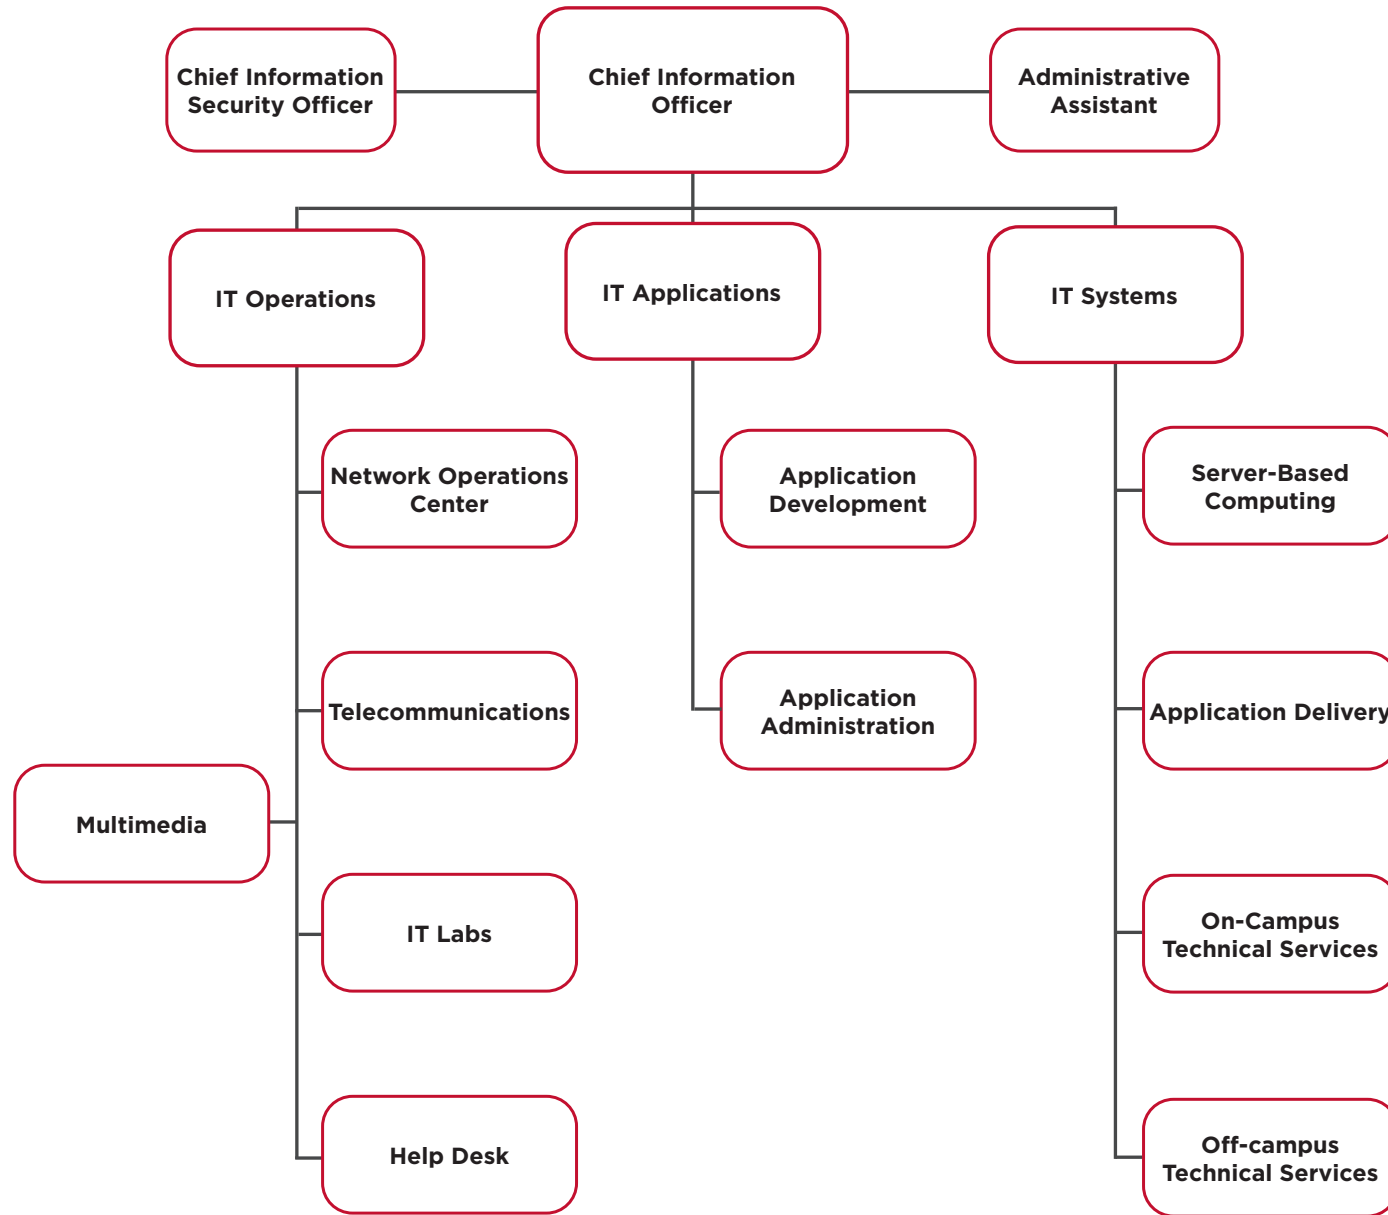 Chief Information
Security Officer
Chief Information
Officer
Administrative
Assistant
IT Operations
IT Applications
IT Systems
Network Operations
Center
Application
Development
Server-Based
Computing
Telecommunications
Application
Administration
Application Delivery
Multimedia
IT Labs
On-Campus
Technical Services
Help Desk
Off-campus
Technical Services